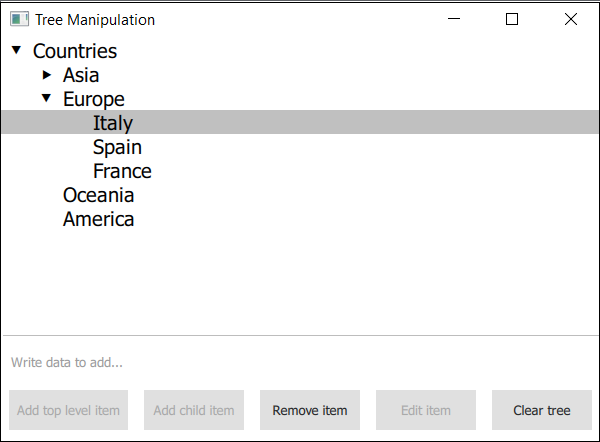 Tree Manipulation
Countries
Asia
Europe
Italy
Spain
France
Oceania
America
Write data to add...
Add top level item Add child item Remove item Edit item Clear tree